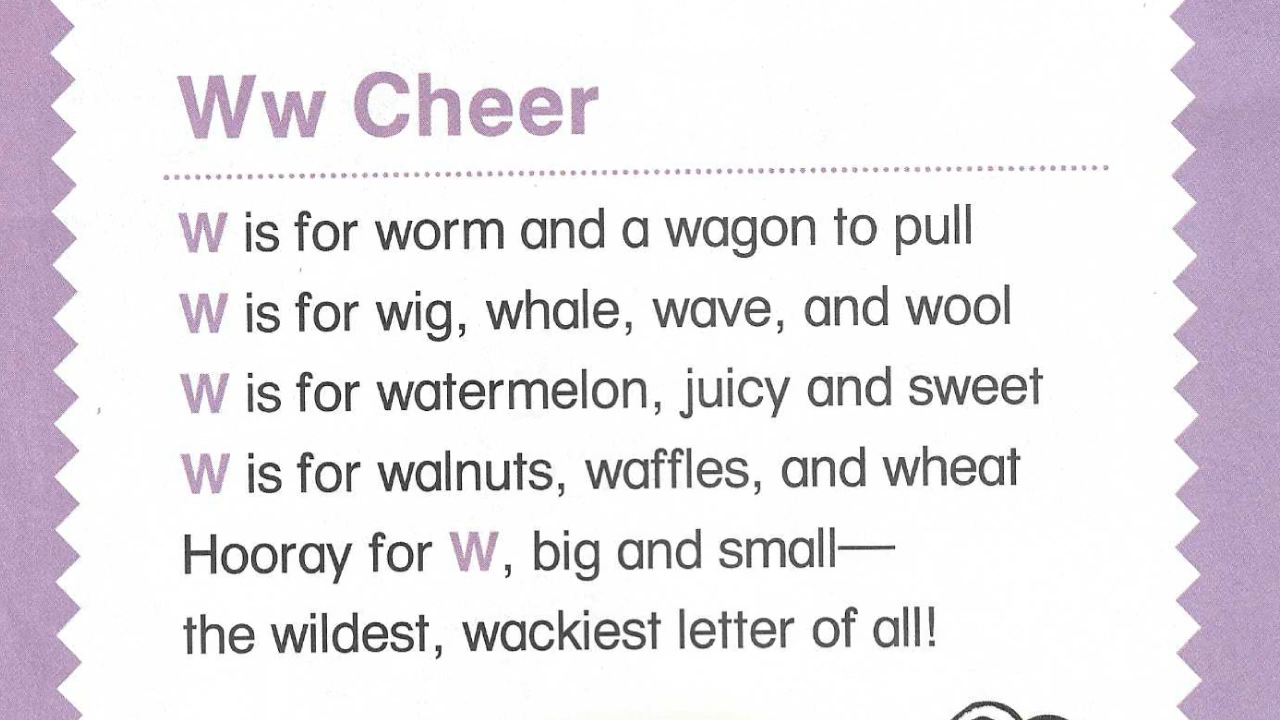 Ww Cheer
W is for worm and a wagon to pull
W is for wig, whale, wave, and wool
W is for watermelon, juicy and sweet
W is for walnuts, waffles, and wheat
Hooray for W, big and small—
the wildest, wackiest letter of all!